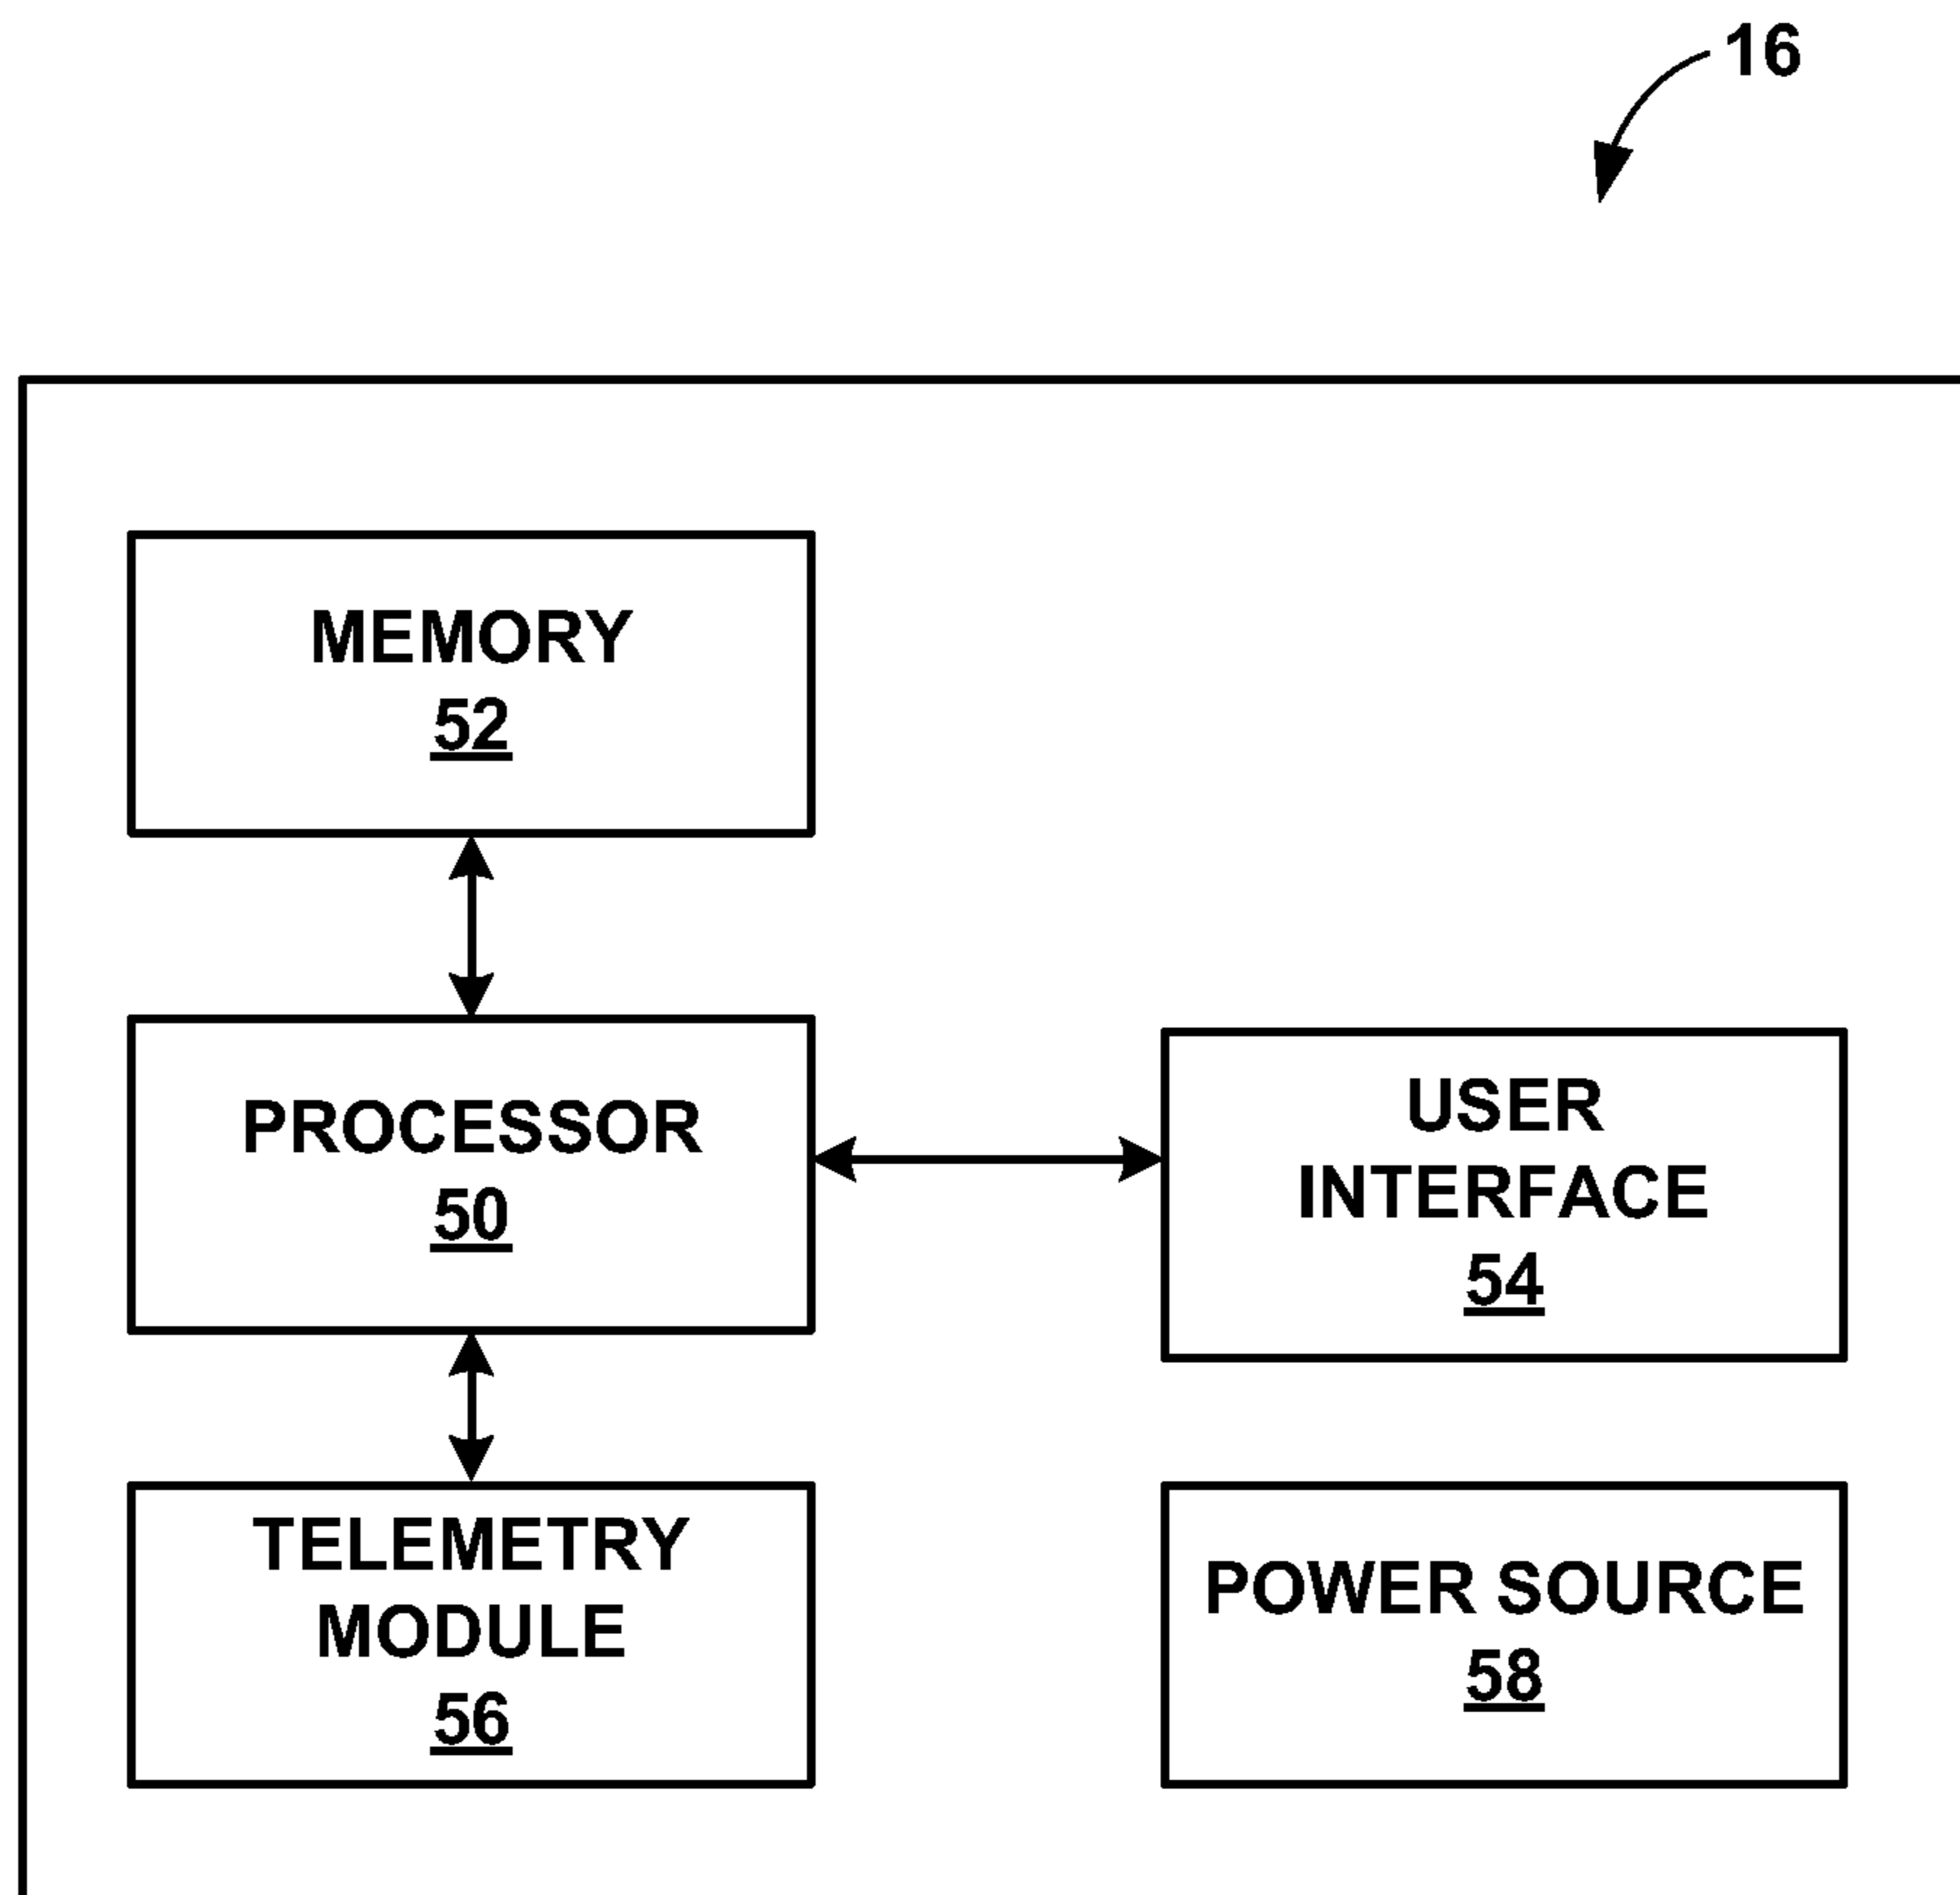 16
MEMORY
52
PROCESSOR
50
USER
INTERFACE
54
TELEMETRY
MODULE
56
POWER SOURCE
58